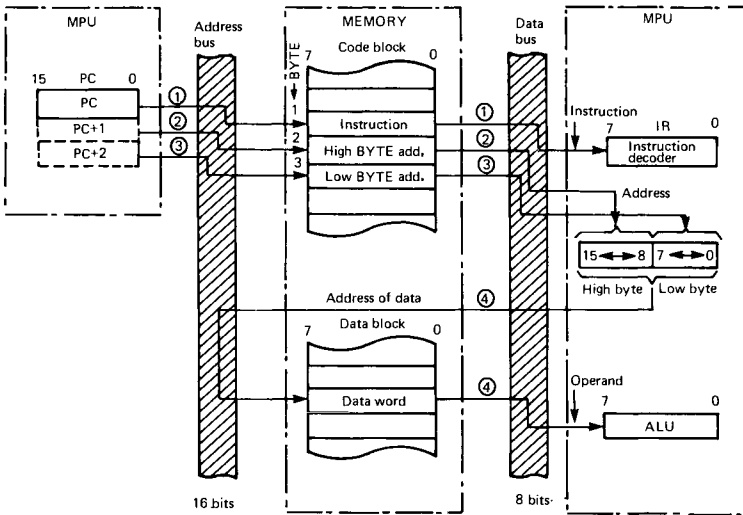 MPU
Address
bus
MEMORY
Data
bus
MPU
15 PC 0
PC
PC+1
PC+2
① 
②
③
BYTE
7 Code block 0
1
Instruction
2
High BYTE add.
3
Low BYTE add.
①
②
③
Instruction
7 IR 0
Instruction
decoder
Address
15 8 7 0
High byte Low byte
Address of data ④
7 Data block 0
Data word
④
Operand
7 0
ALU
16 bits
8 bits